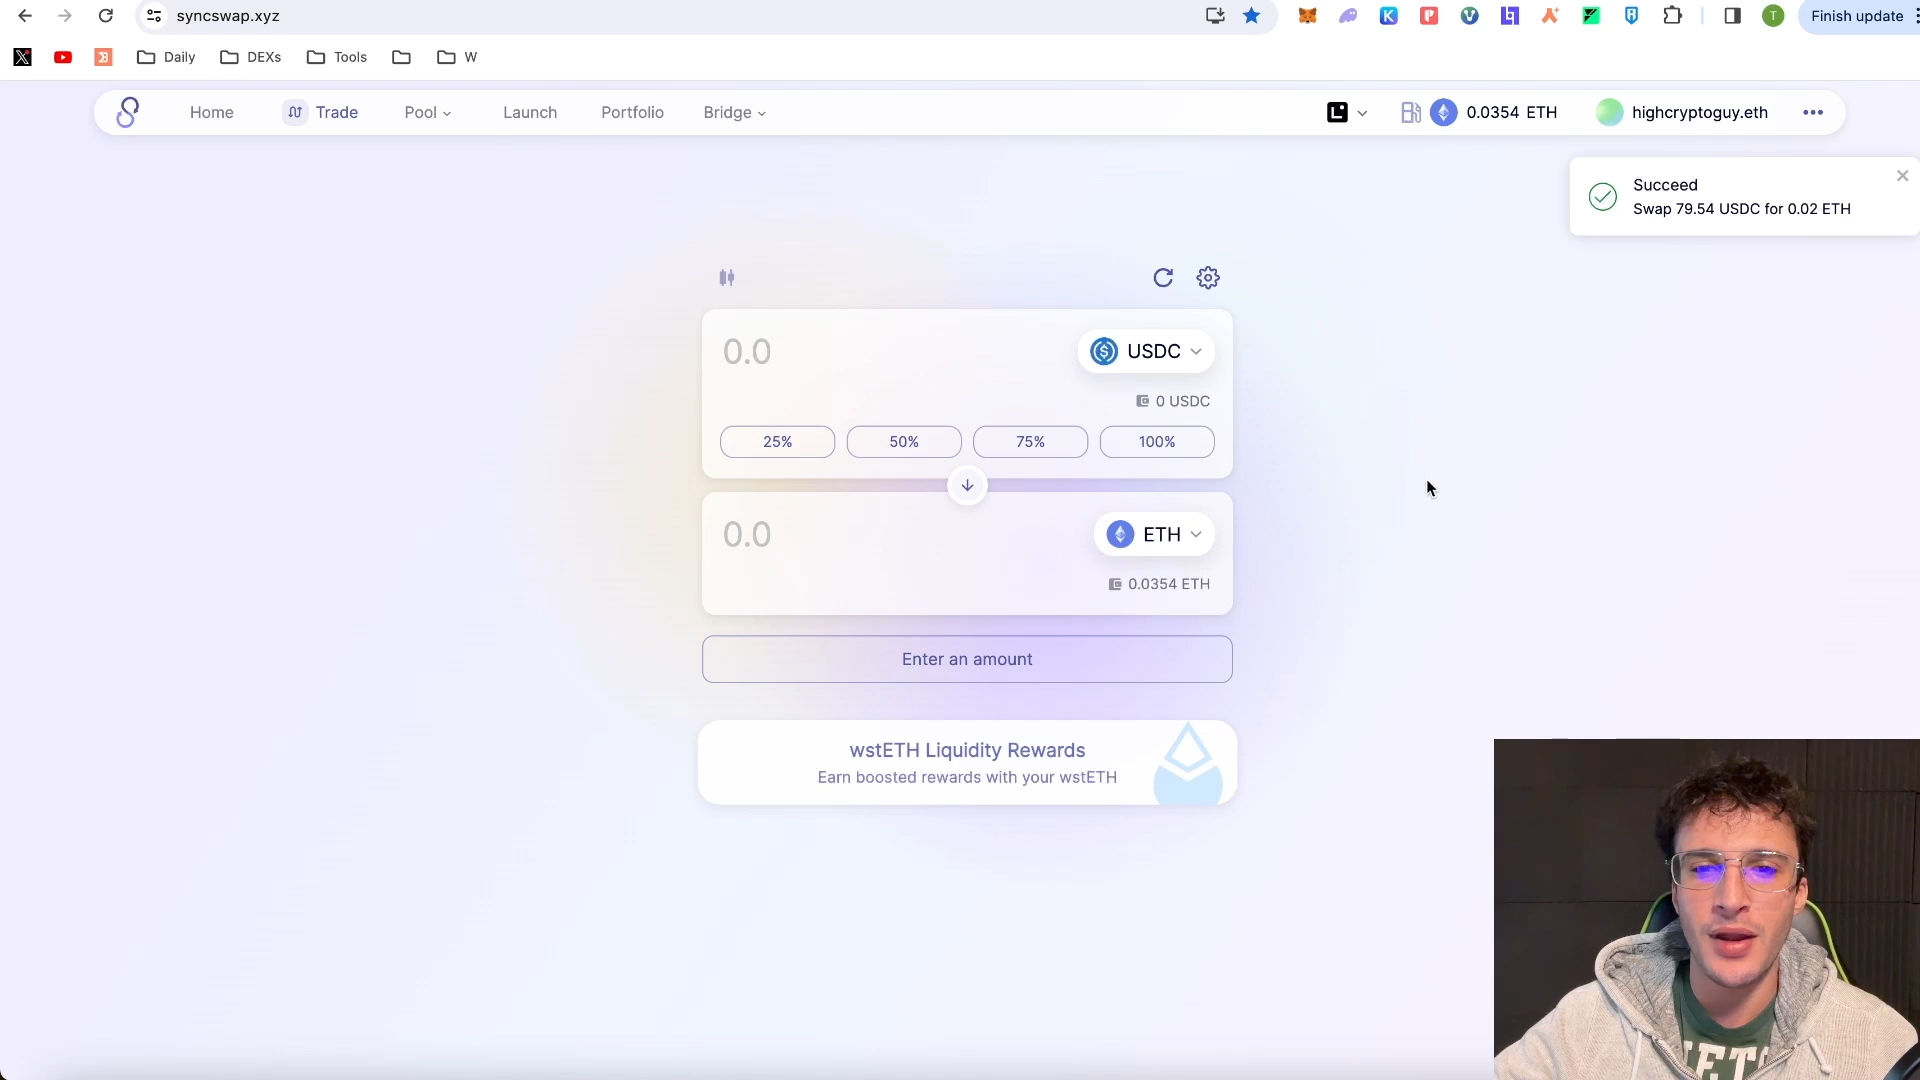 syncswap.xyz
T
Finish update
Daily
DEXs
Tools
W
Home
Trade
Pool
Launch
Portfolio
Bridge
L
0.0354 ETH
highcryptoguy.eth
Succeed
Swap 79.54 USDC for 0.02 ETH
0.0
USDC
0 USDC
25%
50%
75%
100%
0.0
ETH
0.0354 ETH
Enter an amount
wstETH Liquidity Rewards
Earn boosted rewards with your wstETH